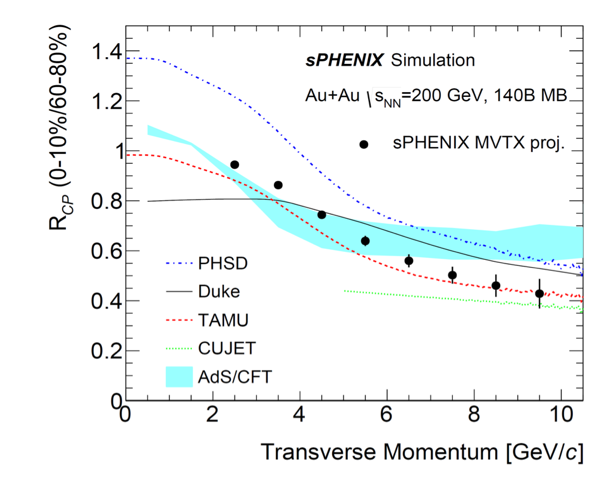 1.4
1.2
1
0.8
0.6
0.4
0.2
0
R_CP (0-10%/60-80%)
sPHENIX Simulation
Au+Au \s_NN=200 GeV, 140B MB
sPHENIX MVTX proj.
PHSD
Duke
TAMU
CUJET
AdS/CFT
0 2 4 6 8 10
Transverse Momentum [GeV/c]